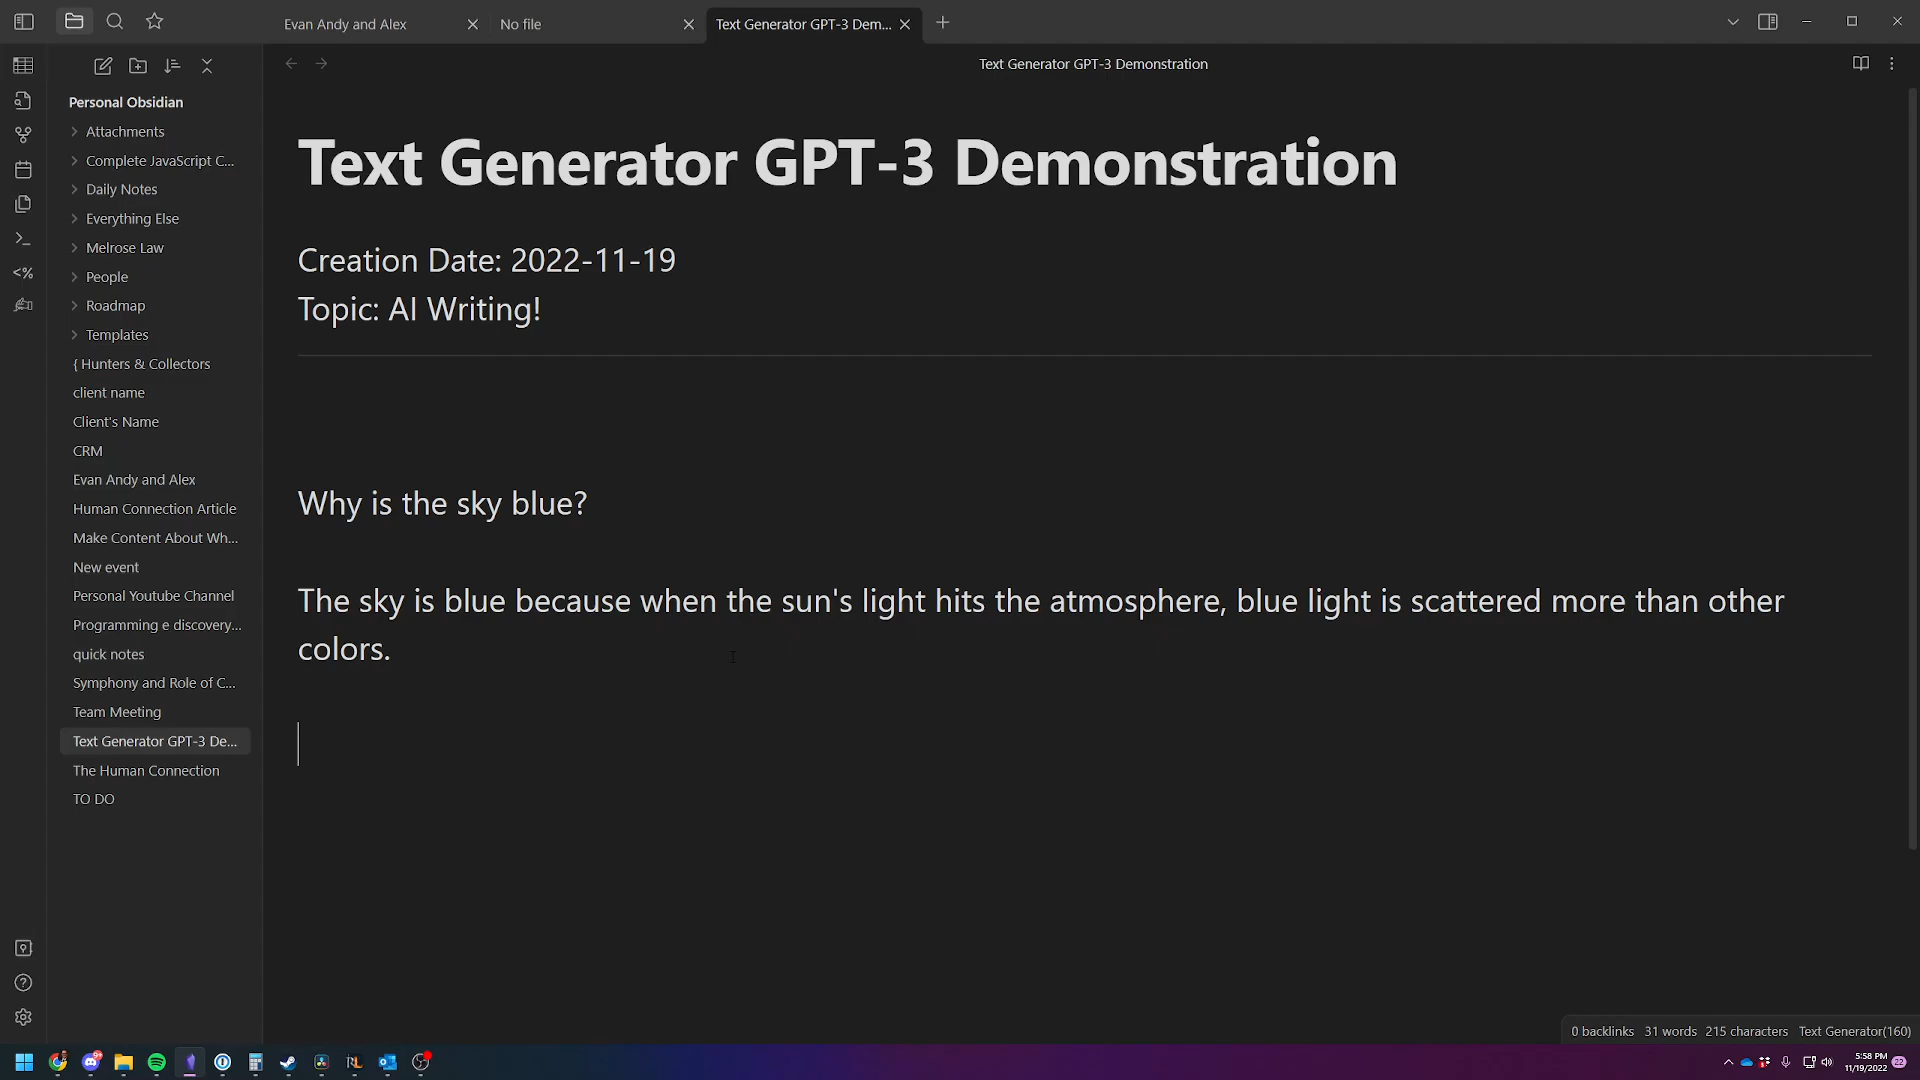 Evan Andy and Alex
No file
Text Generator GPT-3 Dem...
Text Generator GPT-3 Demonstration
Personal Obsidian
Attachments
Complete JavaScript C...
Daily Notes
Everything Else
Melrose Law
People
Roadmap
Templates
{ Hunters & Collectors
client name
Client's Name
CRM
Evan Andy and Alex
Human Connection Article
Make Content About Wh...
New event
Personal Youtube Channel
Programming e discovery...
quick notes
Symphony and Role of C...
Team Meeting
Text Generator GPT-3 De...
The Human Connection
TO DO
Text Generator GPT-3 Demonstration
Creation Date: 2022-11-19
Topic: AI Writing!
Why is the sky blue?
The sky is blue because when the sun's light hits the atmosphere, blue light is scattered more than other
colors.
0 backlinks 31 words 215 characters Text Generator(160)
5:58 PM
11/19/2022
22